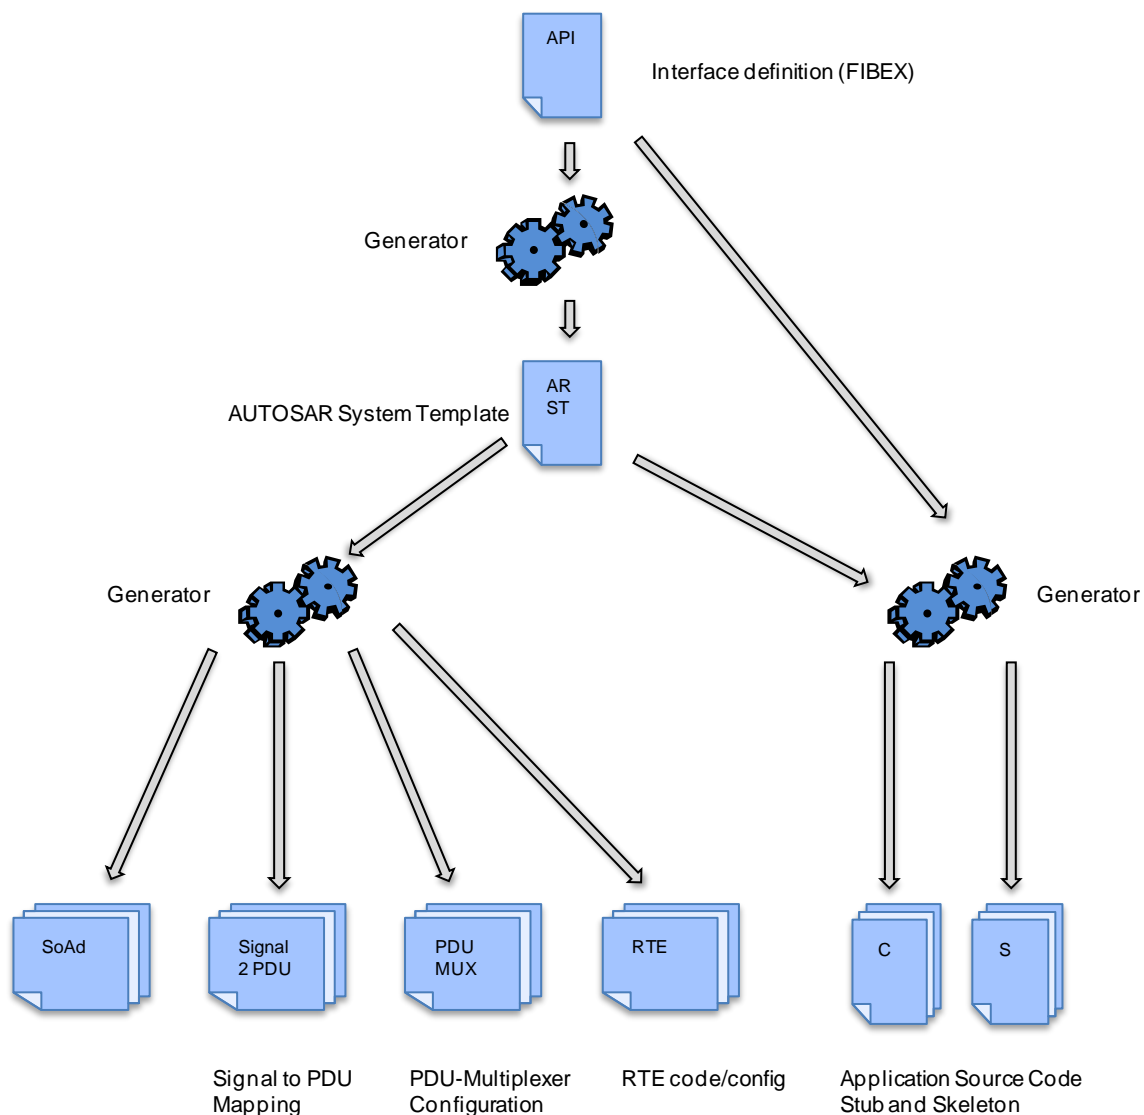 API
Interface definition (FIBEX)
Generator
AR
ST
AUTOSAR System Template
Generator
Generator
SoAd
Signal
2 PDU
PDU
MUX
RTE
C
S
Signal to PDU
Mapping
PDU-Multiplexer
Configuration
RTE code/config
Application Source Code
Stub and Skeleton